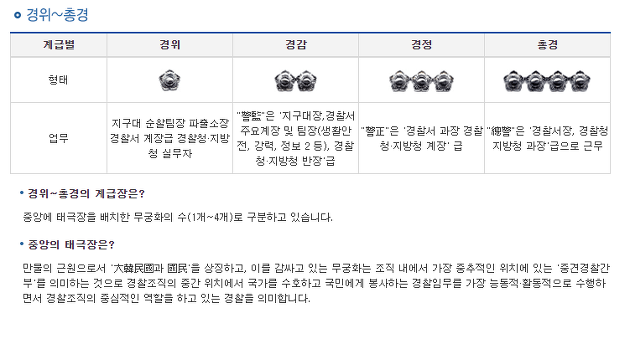 경위~총경
계급별 경위 경감 경정 총경
형태
업무
지구대 순찰팀장 파출소장
경찰서 계장급 경찰청·지방
청 실무자
"警監"은 '지구대장,경찰서
주요계장 및 팀장(생활안
전, 강력, 정보 2 등), 경찰
청·지방청 반장'급
"警正"은 '경찰서 과장 경찰
청·지방청 계장' 급
"總警"은 '경찰서장, 경찰청
지방청 과장'급으로 근무
경위~총경의 계급장은?
중앙에 태극장을 배치한 무궁화의 수(1개~4개)로 구분하고 있습니다.
중앙의 태극장은?
만물의 근원으로서 '大韓民國과 國民'을 상징하고, 이를 감싸고 있는 무궁화는 조직 내에서 가장 중추적인 위치에 있는 '중견경찰간
부'를 의미하는 것으로 경찰조직의 중간 위치에서 국가를 수호하고 국민에게 봉사하는 경찰임무를 가장 능동적·활동적으로 수행하
면서 경찰조직의 중심적인 역할을 하고 있는 경찰을 의미합니다.